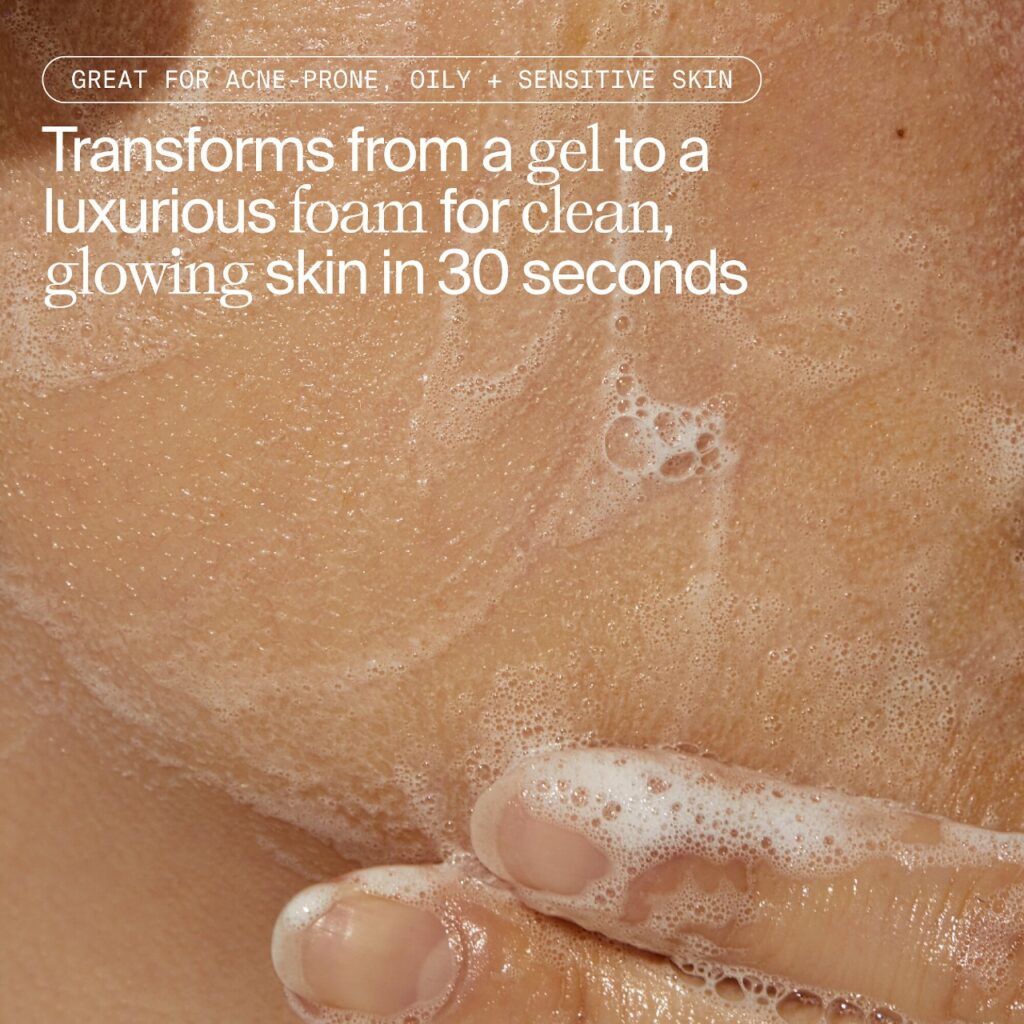 GREAT FOR ACNE-PRONE, OILY + SENSITIVE SKIN
Transforms from a gel to a
luxurious foam for clean,
glowing skin in 30 seconds